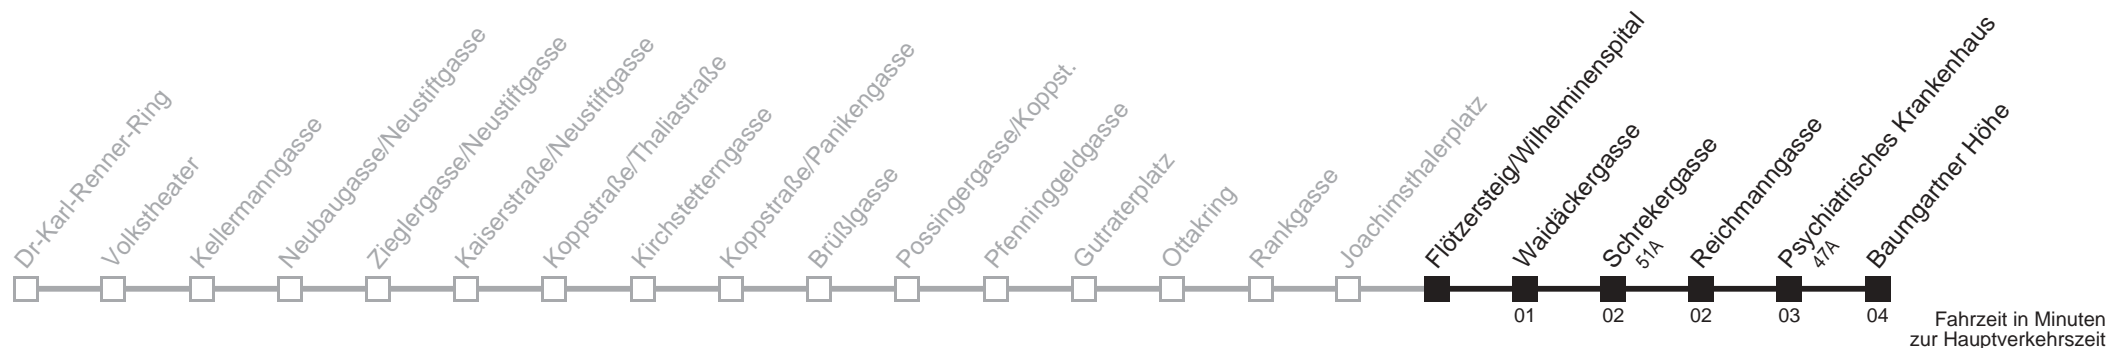 Dr-Karl-Renner-Ring
Volkstheater
Kellermanngasse
Neubaugasse/Neustiftgasse
Zieglergasse/Neustiftgasse
Kaiserstraße/Neustiftgasse
Koppstraße/Thaliastraße
Kirchstetterngasse
Koppstraße/Panikengasse
Brüßlgasse
Possingergasse/Koppst.
Pfenninggeldgasse
Gutraterplatz
Ottakring
Rankgasse
Joachimsthalerplatz
Flötzersteig/Wilhelminenspital
Waidäckergasse
Schrekergasse
51A
Reichmanngasse
Psychiatrisches Krankenhaus
47A
Baumgartner Höhe
01 02 02 03 04
Fahrzeit in Minuten
zur Hauptverkehrszeit